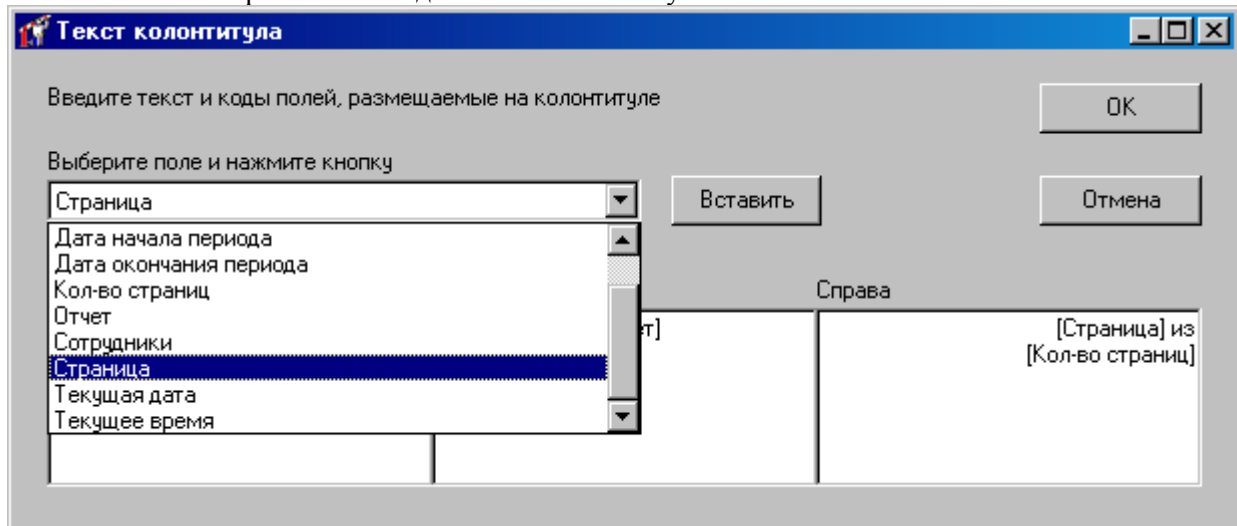 Текст колонтитула
Введите текст и коды полей, размещаемые на колонтитуле
OK
Выберите поле и нажмите кнопку
Страница
Вставить
Отмена
Дата начала периода
Дата окончания периода
Кол-во страниц
Отчет
Сотрудники
Страница
Текущая дата
Текущее время
Справа
[Страница] из
[Кол-во страниц]